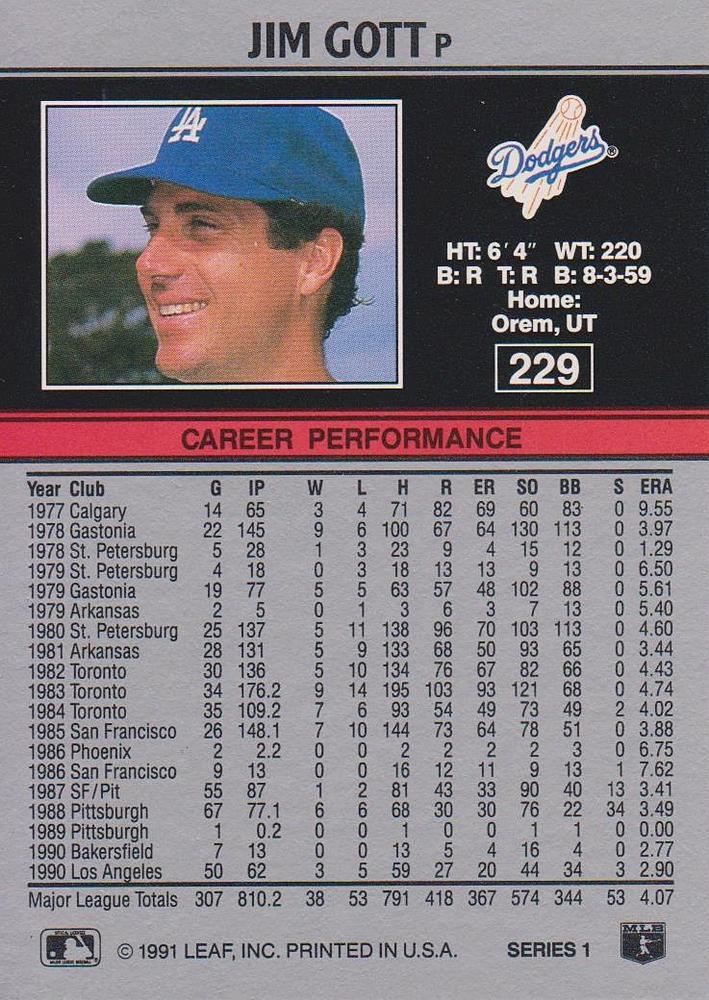 JIM GOTT P
LA
Dodgers®
HT: 6'4" WT: 220
B: R T: R B: 8-3-59
Home:
Orem, UT
229
CAREER PERFORMANCE
Year Club G IP W L H R ER SO BB S ERA
1977 Calgary 14 65 3 4 71 82 69 60 83 0 9.55
1978 Gastonia 22 145 9 6 100 67 64 130 113 0 3.97
1978 St. Petersburg 5 28 1 3 23 9 4 15 12 0 1.29
1979 St. Petersburg 4 18 0 3 18 13 13 9 13 0 6.50
1979 Gastonia 19 77 5 5 63 57 48 102 88 0 5.61
1979 Arkansas 2 5 0 1 3 6 3 7 13 0 5.40
1980 St. Petersburg 25 137 5 11 138 96 70 103 113 0 4.60
1981 Arkansas 28 131 5 9 133 68 50 93 65 0 3.44
1982 Toronto 30 136 5 10 134 76 67 82 66 0 4.43
1983 Toronto 34 176.2 9 14 195 103 93 121 68 0 4.74
1984 Toronto 35 109.2 7 6 93 54 49 73 49 2 4.02
1985 San Francisco 26 148.1 7 10 144 73 64 78 51 0 3.88
1986 Phoenix 2 2.2 0 0 2 2 2 2 3 0 6.75
1986 San Francisco 9 13 0 0 16 12 11 9 13 1 7.62
1987 SF/Pit 55 87 1 2 81 43 33 90 40 13 3.41
1988 Pittsburgh 67 77.1 6 6 68 30 30 76 22 34 3.49
1989 Pittsburgh 1 0.2 0 0 1 0 0 1 1 0 0.00
1990 Bakersfield 7 13 0 0 13 5 4 16 4 0 2.77
1990 Los Angeles 50 62 3 5 59 27 20 44 34 3 2.90
Major League Totals 307 810.2 38 53 791 418 367 574 344 53 4.07
© 1991 LEAF, INC. PRINTED IN U.S.A. SERIES 1
MLB